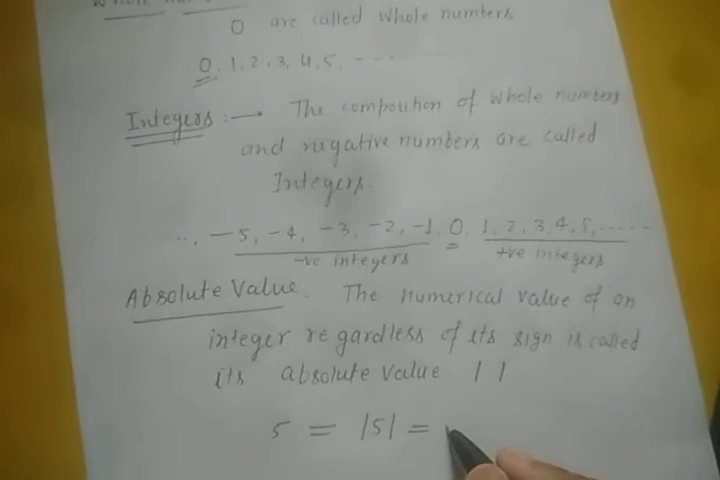 0 are called whole numbers
0, 1, 2, 3, 4, 5, - - - -
Integers :→ The compoution of whole numbers
and negative numbers are called
Integers.
.., -5, -4, -3, -2, -1, 0, 1, 2, 3, 4, 5, ......
-ve integers +ve integers
Absolute Value. The numerical value of an
integer regardless of its sign is called
its absolute value | |
5 = |5| =